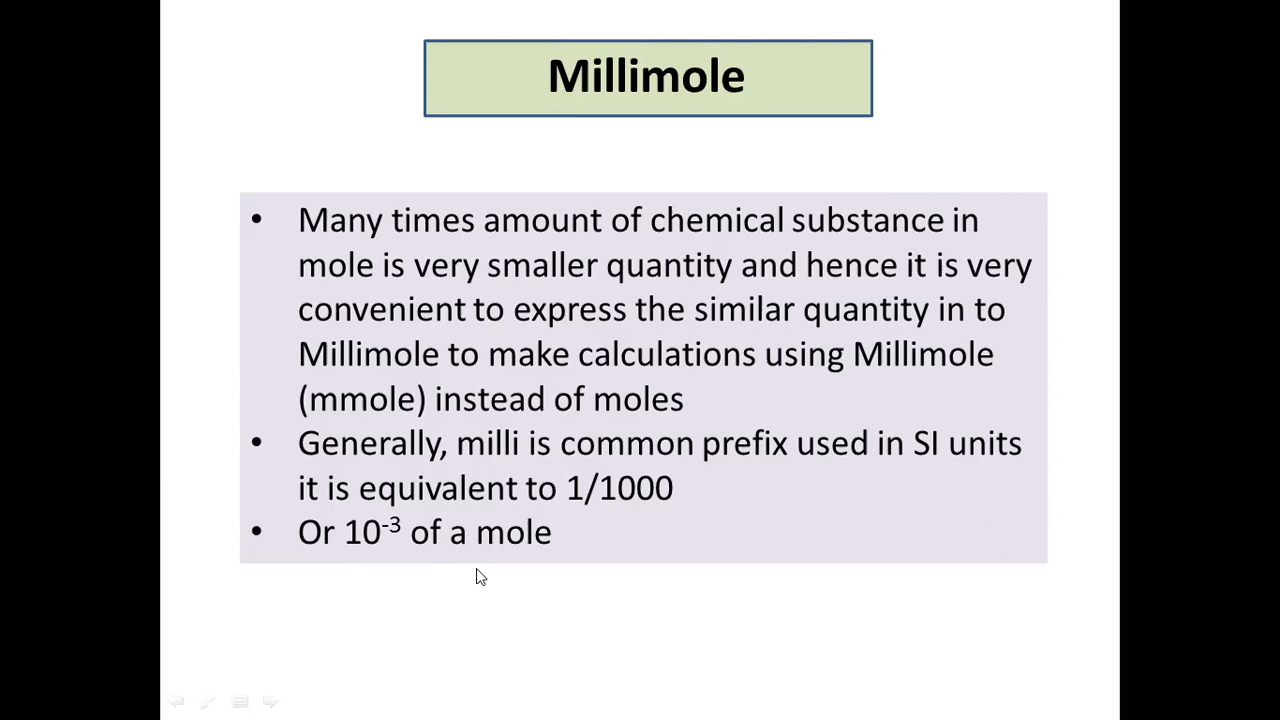 Millimole
• Many times amount of chemical substance in
mole is very smaller quantity and hence it is very
convenient to express the similar quantity in to
Millimole to make calculations using Millimole
(mmole) instead of moles
• Generally, milli is common prefix used in SI units
it is equivalent to 1/1000
• Or 10⁻³ of a mole